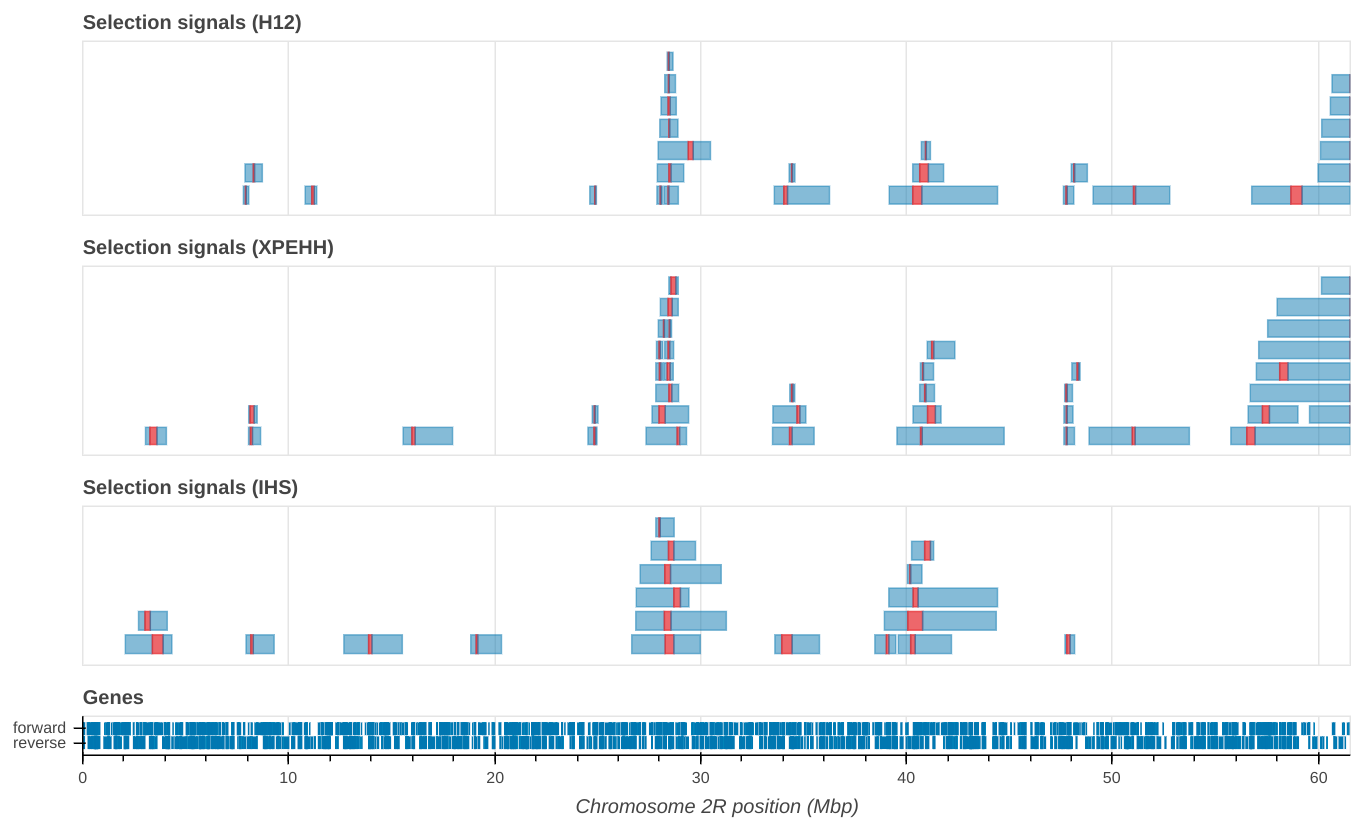 Selection signals (H12)
Selection signals (XPEHH)
Selection signals (IHS)
Genes
forward
reverse
0 10 20 30 40 50 60
Chromosome 2R position (Mbp)